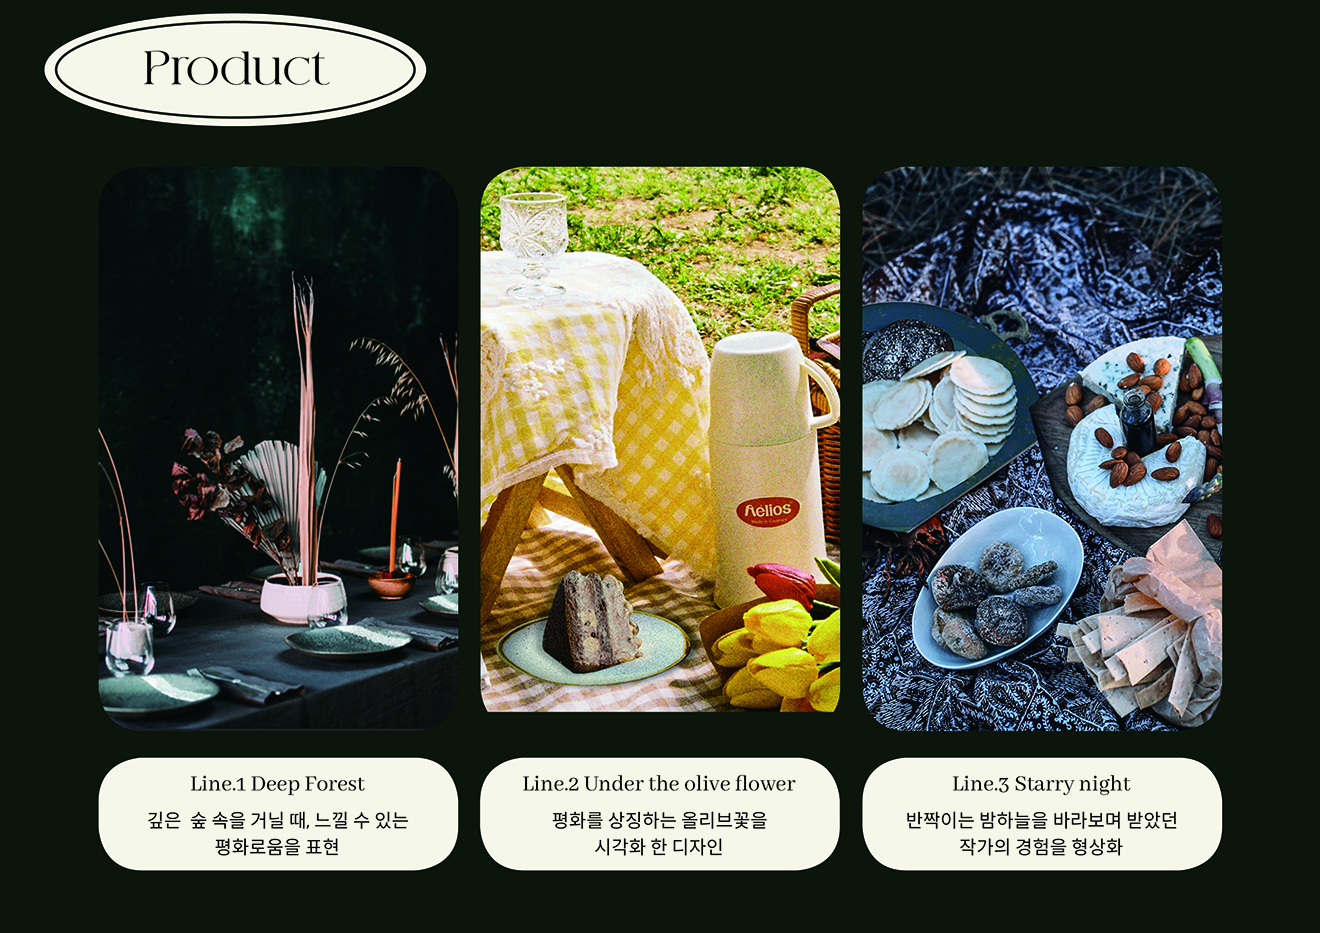 Product
helios
Made in Germany
Line.1 Deep Forest
깊은 숲 속을 거닐 때, 느낄 수 있는
평화로움을 표현
Line.2 Under the olive flower
평화를 상징하는 올리브꽃을
시각화 한 디자인
Line.3 Starry night
반짝이는 밤하늘을 바라보며 받았던
작가의 경험을 형상화